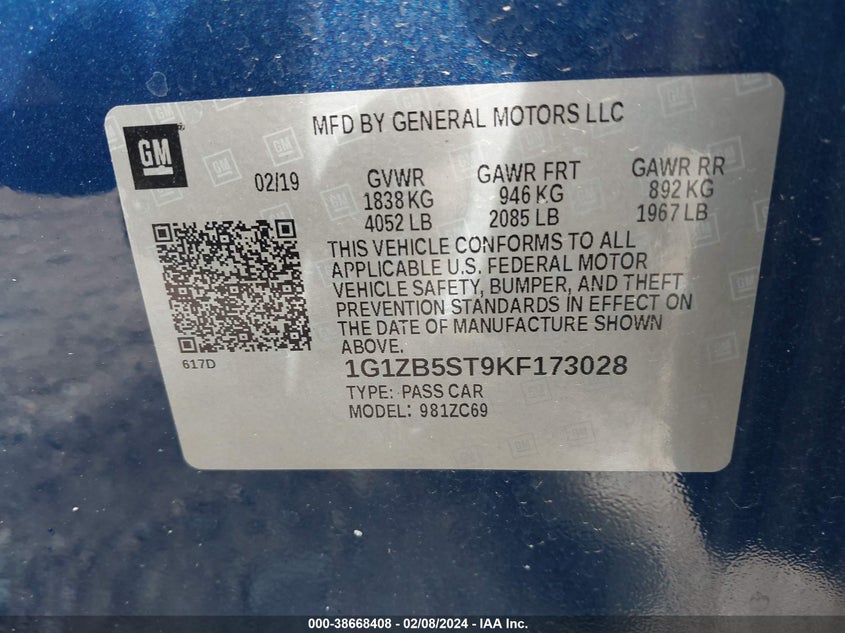 MFD BY GENERAL MOTORS LLC
GM
02/19
GVWR
1838 KG
4052 LB
GAWR FRT
946 KG
2085 LB
GAWR RR
892 KG
1967 LB
THIS VEHICLE CONFORMS TO ALL
APPLICABLE U.S. FEDERAL MOTOR
VEHICLE SAFETY, BUMPER, AND THEFT
PREVENTION STANDARDS IN EFFECT ON
THE DATE OF MANUFACTURE SHOWN
ABOVE.
617D
1G1ZB5ST9KF173028
TYPE: PASS CAR
MODEL: 981ZC69
000-38668408 - 02/08/2024 - IAA Inc.